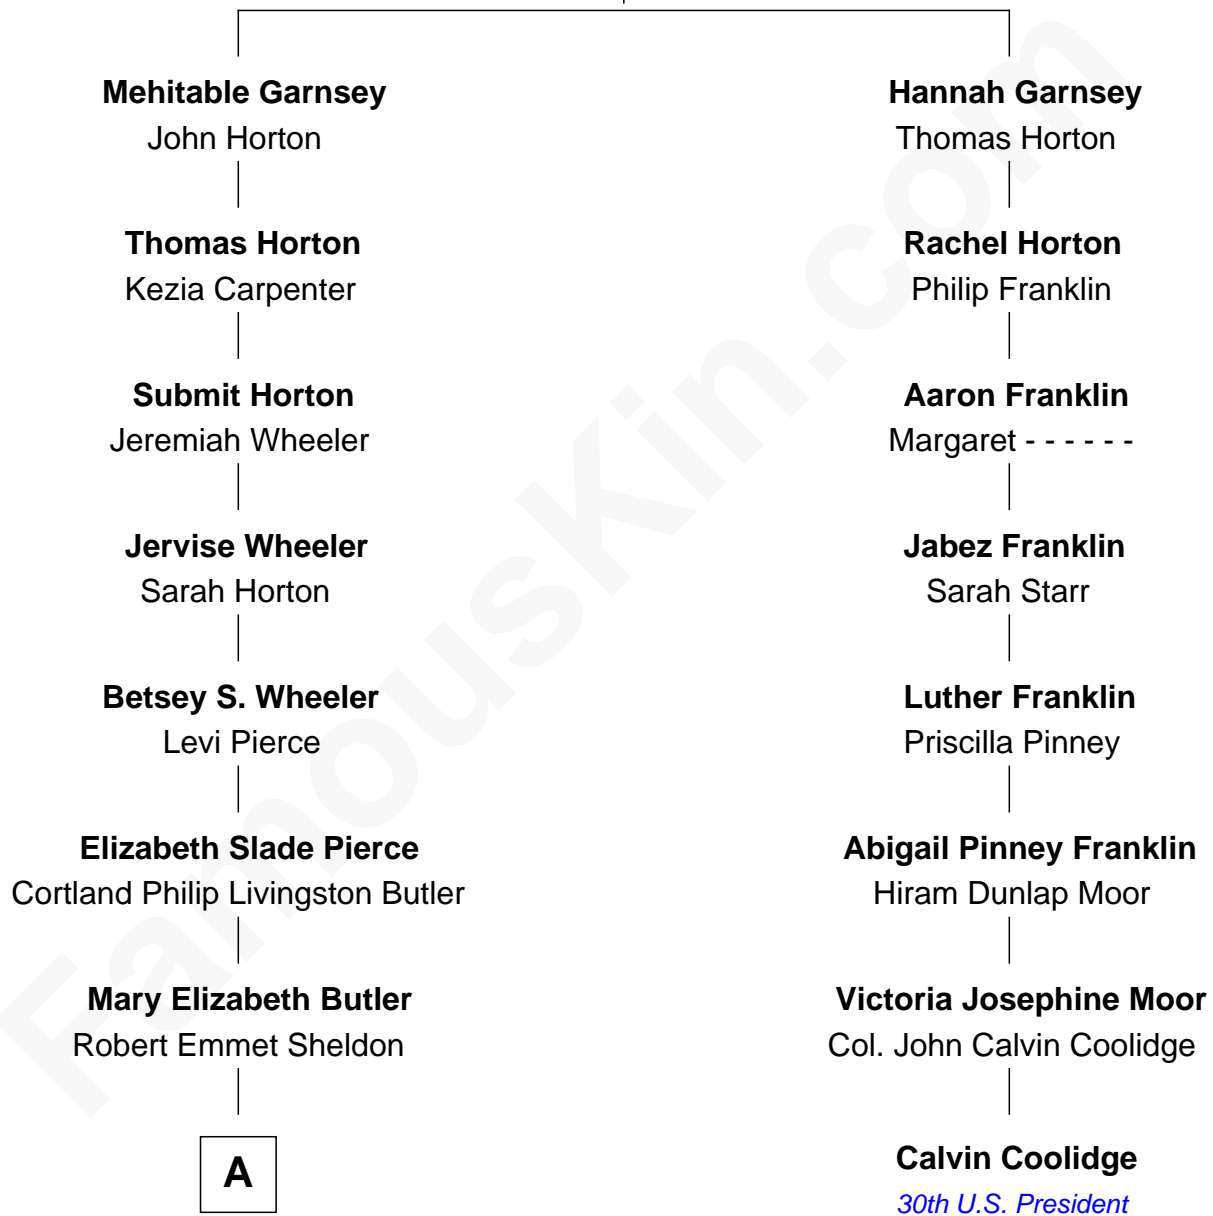 Mehitable Garnsey
John Horton
Thomas Horton
Kezia Carpenter
Submit Horton
Jeremiah Wheeler
Jervise Wheeler
Sarah Horton
Betsey S. Wheeler
Levi Pierce
Elizabeth Slade Pierce
Cortland Philip Livingston Butler
Mary Elizabeth Butler
Robert Emmet Sheldon
A
Hannah Garnsey
Thomas Horton
Rachel Horton
Philip Franklin
Aaron Franklin
Margaret - - - - - -
Jabez Franklin
Sarah Starr
Luther Franklin
Priscilla Pinney
Abigail Pinney Franklin
Hiram Dunlap Moor
Victoria Josephine Moor
Col. John Calvin Coolidge
Calvin Coolidge
30th U.S. President
FamousKin.com